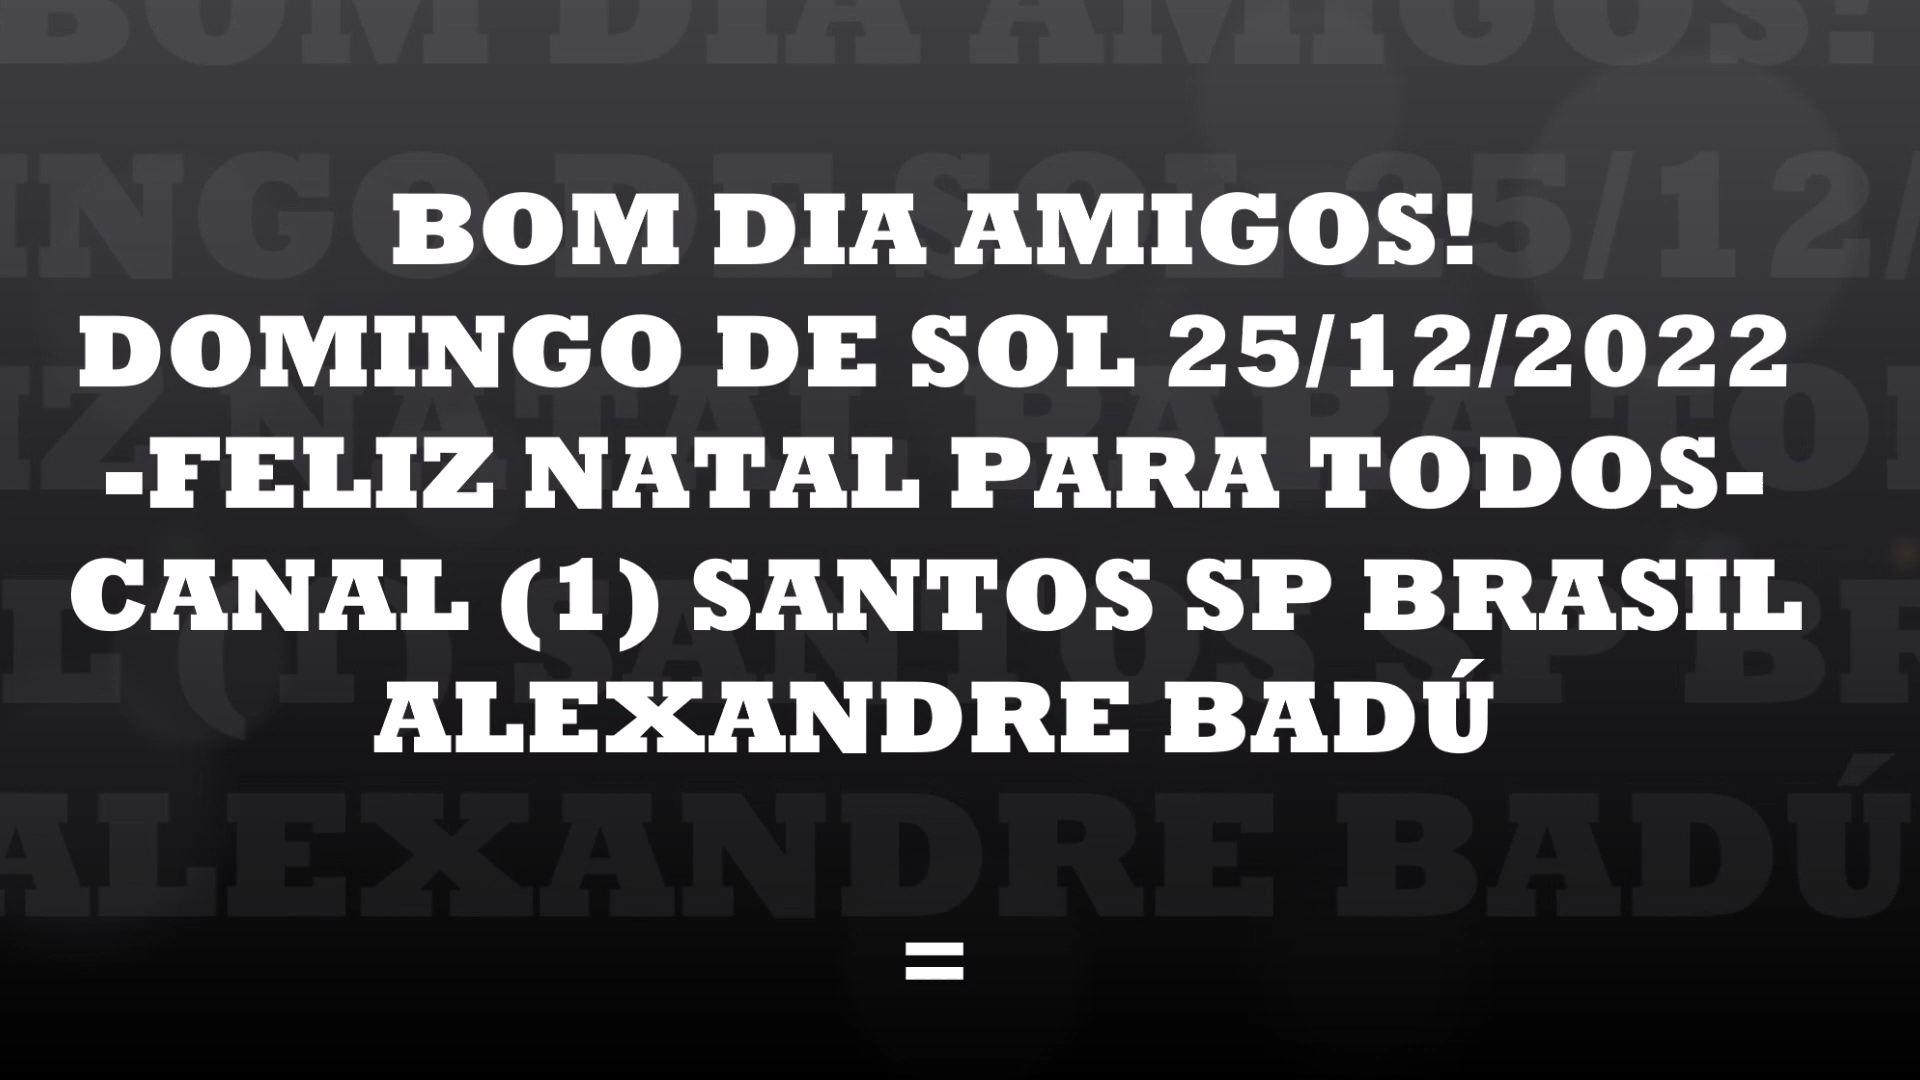 BOM DIA AMIGOS!
DOMINGO DE SOL 25/12/2022
-FELIZ NATAL PARA TODOS-
CANAL (1) SANTOS SP BRASIL
ALEXANDRE BADÚ
=